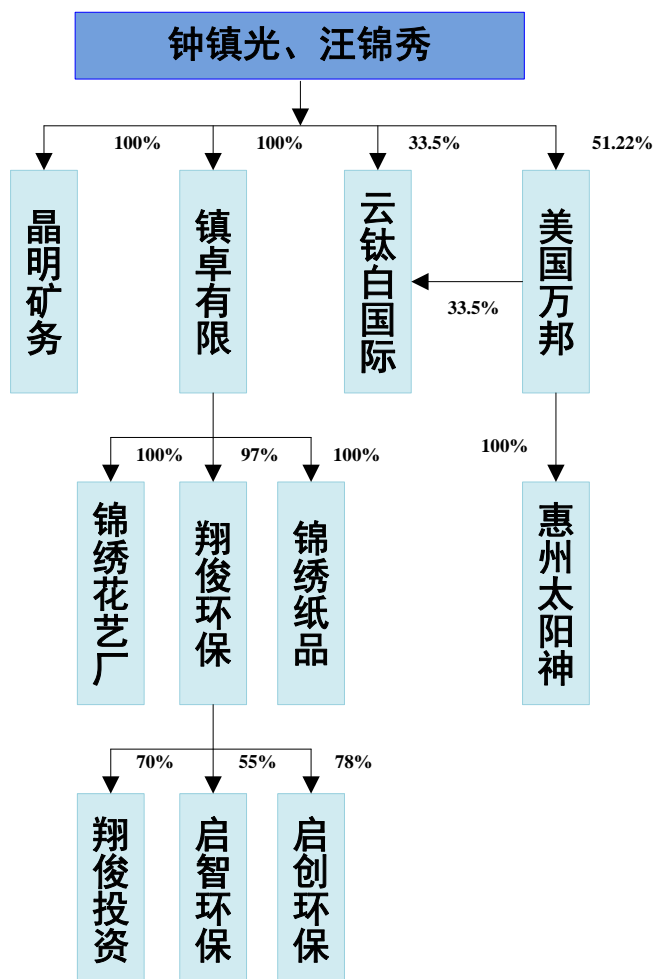 钟镇光、汪锦秀
100%
100%
33.5%
51.22%
晶明矿务
镇卓有限
云钛白国际
美国万邦
33.5%
100%
97%
100%
100%
锦绣花艺厂
翔俊环保
锦绣纸品
惠州太阳神
70%
55%
78%
翔俊投资
启智环保
启创环保